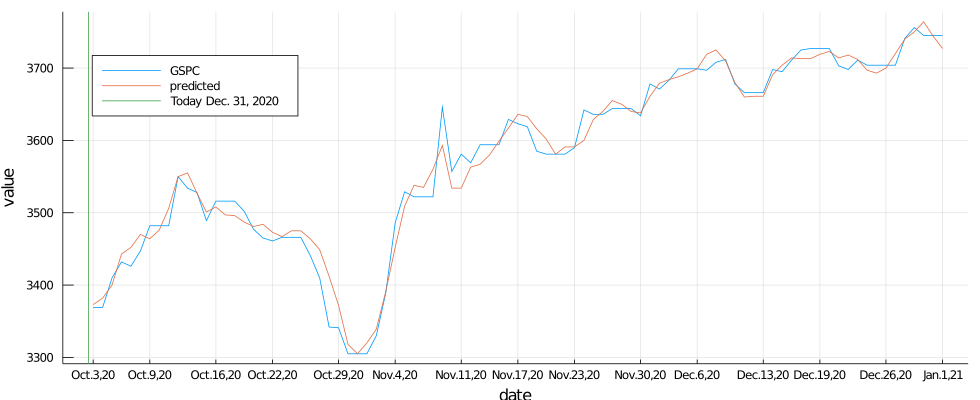 3700
3600
3500
3400
3300
value
GSPC
predicted
Today Dec. 31, 2020
Oct.3,20 Oct.9,20 Oct.16,20 Oct.22,20 Oct.29,20 Nov.4,20 Nov.11,20 Nov.17,20 Nov.23,20 Nov.30,20 Dec.6,20 Dec.13,20 Dec.19,20 Dec.26,20 Jan.1,21
date